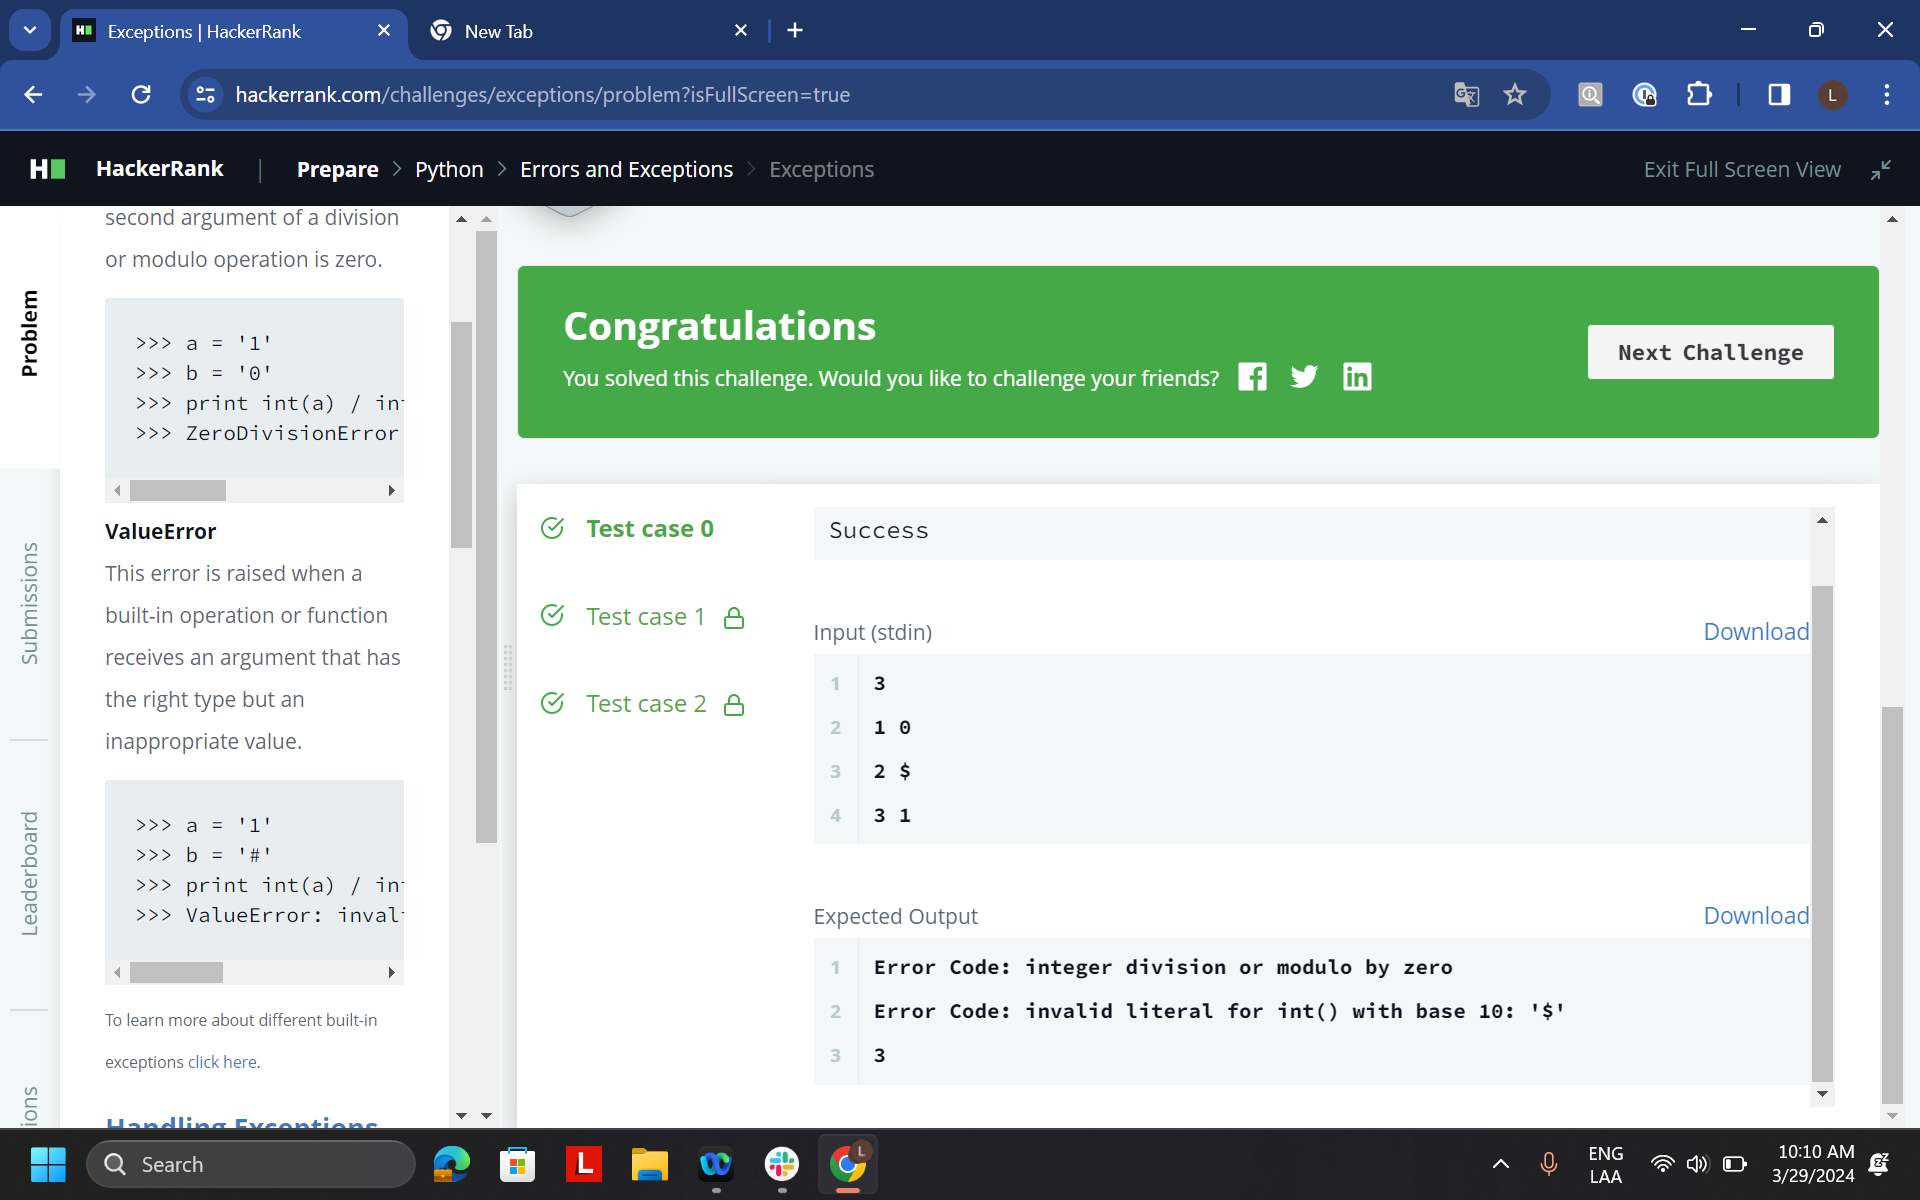 Exceptions | HackerRank
New Tab
hackerrank.com/challenges/exceptions/problem?isFullScreen=true
L
HackerRank
Prepare > Python > Errors and Exceptions > Exceptions
Exit Full Screen View
Problem
Submissions
Leaderboard
second argument of a division
or modulo operation is zero.
>>> a = '1'
>>> b = '0'
>>> print int(a) / in
>>> ZeroDivisionError
ValueError
This error is raised when a
built-in operation or function
receives an argument that has
the right type but an
inappropriate value.
>>> a = '1'
>>> b = '#'
>>> print int(a) / in
>>> ValueError: invali
To learn more about different built-in
exceptions click here.
Handling Exceptions
Congratulations
You solved this challenge. Would you like to challenge your friends?
Next Challenge
Test case 0
Test case 1
Test case 2
Success
Input (stdin)
Download
1 3
2 1 0
3 2 $
4 3 1
Expected Output
Download
1 Error Code: integer division or modulo by zero
2 Error Code: invalid literal for int() with base 10: '$'
3 3
Search
L
L
ENG
LAA
10:10 AM
3/29/2024